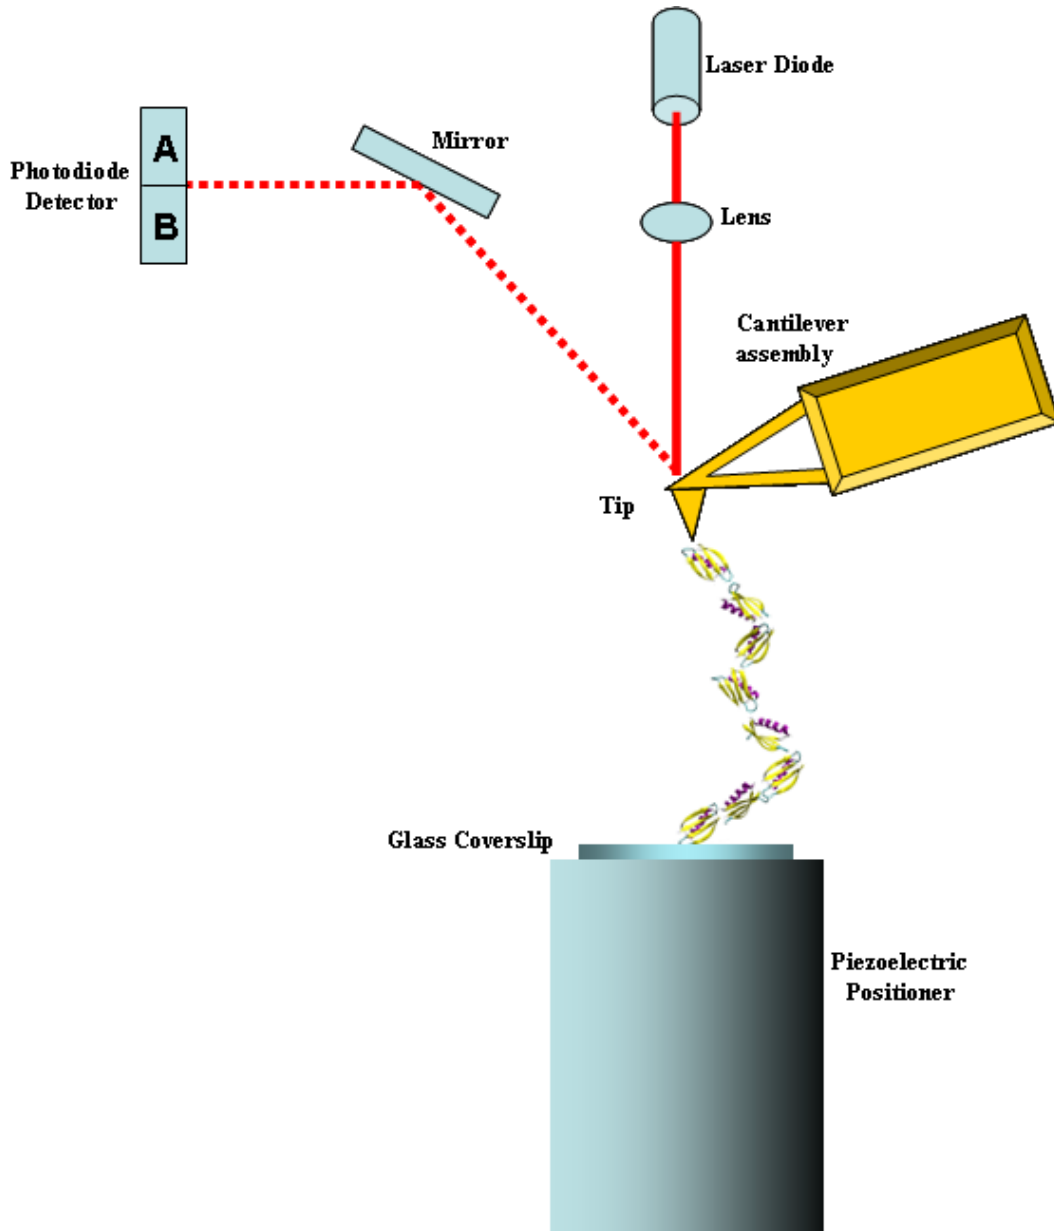 Laser Diode
Mirror
A
Photodiode
Detector
B
Lens
Cantilever
assembly
Tip
Glass Coverslip
Piezoelectric
Positioner